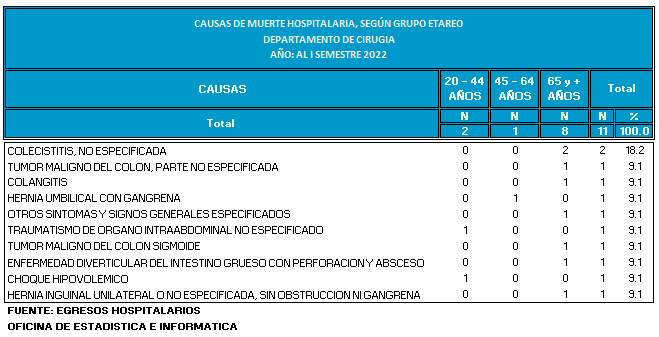 CAUSAS DE MUERTE HOSPITALARIA, SEGÚN GRUPO ETAREO
DEPARTAMENTO DE CIRUGIA
AÑO: AL I SEMESTRE 2022
CAUSAS 20 – 44 AÑOS 45 – 64 AÑOS 65 y + AÑOS Total
Total N N N N %
2 1 8 11 100.0
COLECISTITIS, NO ESPECIFICADA 0 0 2 2 18.2
TUMOR MALIGNO DEL COLON, PARTE NO ESPECIFICADA 0 0 1 1 9.1
COLANGITIS 0 0 1 1 9.1
HERNIA UMBILICAL CON GANGRENA 0 1 0 1 9.1
OTROS SINTOMAS Y SIGNOS GENERALES ESPECIFICADOS 0 0 1 1 9.1
TRAUMATISMO DE ORGANO INTRAABDOMINAL NO ESPECIFICADO 1 0 0 1 9.1
TUMOR MALIGNO DEL COLON SIGMOIDE 0 0 1 1 9.1
ENFERMEDAD DIVERTICULAR DEL INTESTINO GRUESO CON PERFORACION Y ABSCESO 0 0 1 1 9.1
CHOQUE HIPOVOLEMICO 1 0 0 1 9.1
HERNIA INGUINAL UNILATERAL O NO ESPECIFICADA, SIN OBSTRUCCION NI GANGRENA 0 0 1 1 9.1
FUENTE: EGRESOS HOSPITALARIOS
OFICINA DE ESTADISTICA E INFORMATICA